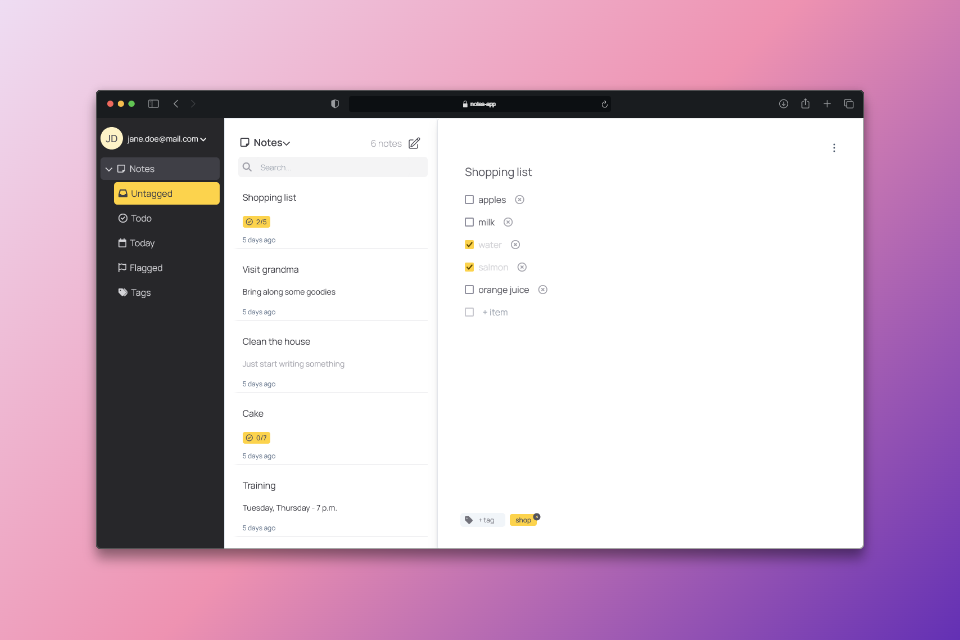 notes-app
JD
jane.doe@mail.com
Notes
Untagged
Todo
Today
Flagged
Tags
Notes
6 notes
Search...
Shopping list
2/5
5 days ago
Visit grandma
Bring along some goodies
5 days ago
Clean the house
Just start writing something
5 days ago
Cake
0/7
5 days ago
Training
Tuesday, Thursday - 7 p.m.
5 days ago
Shopping list
apples
milk
water
salmon
orange juice
+ item
+ tag
shop